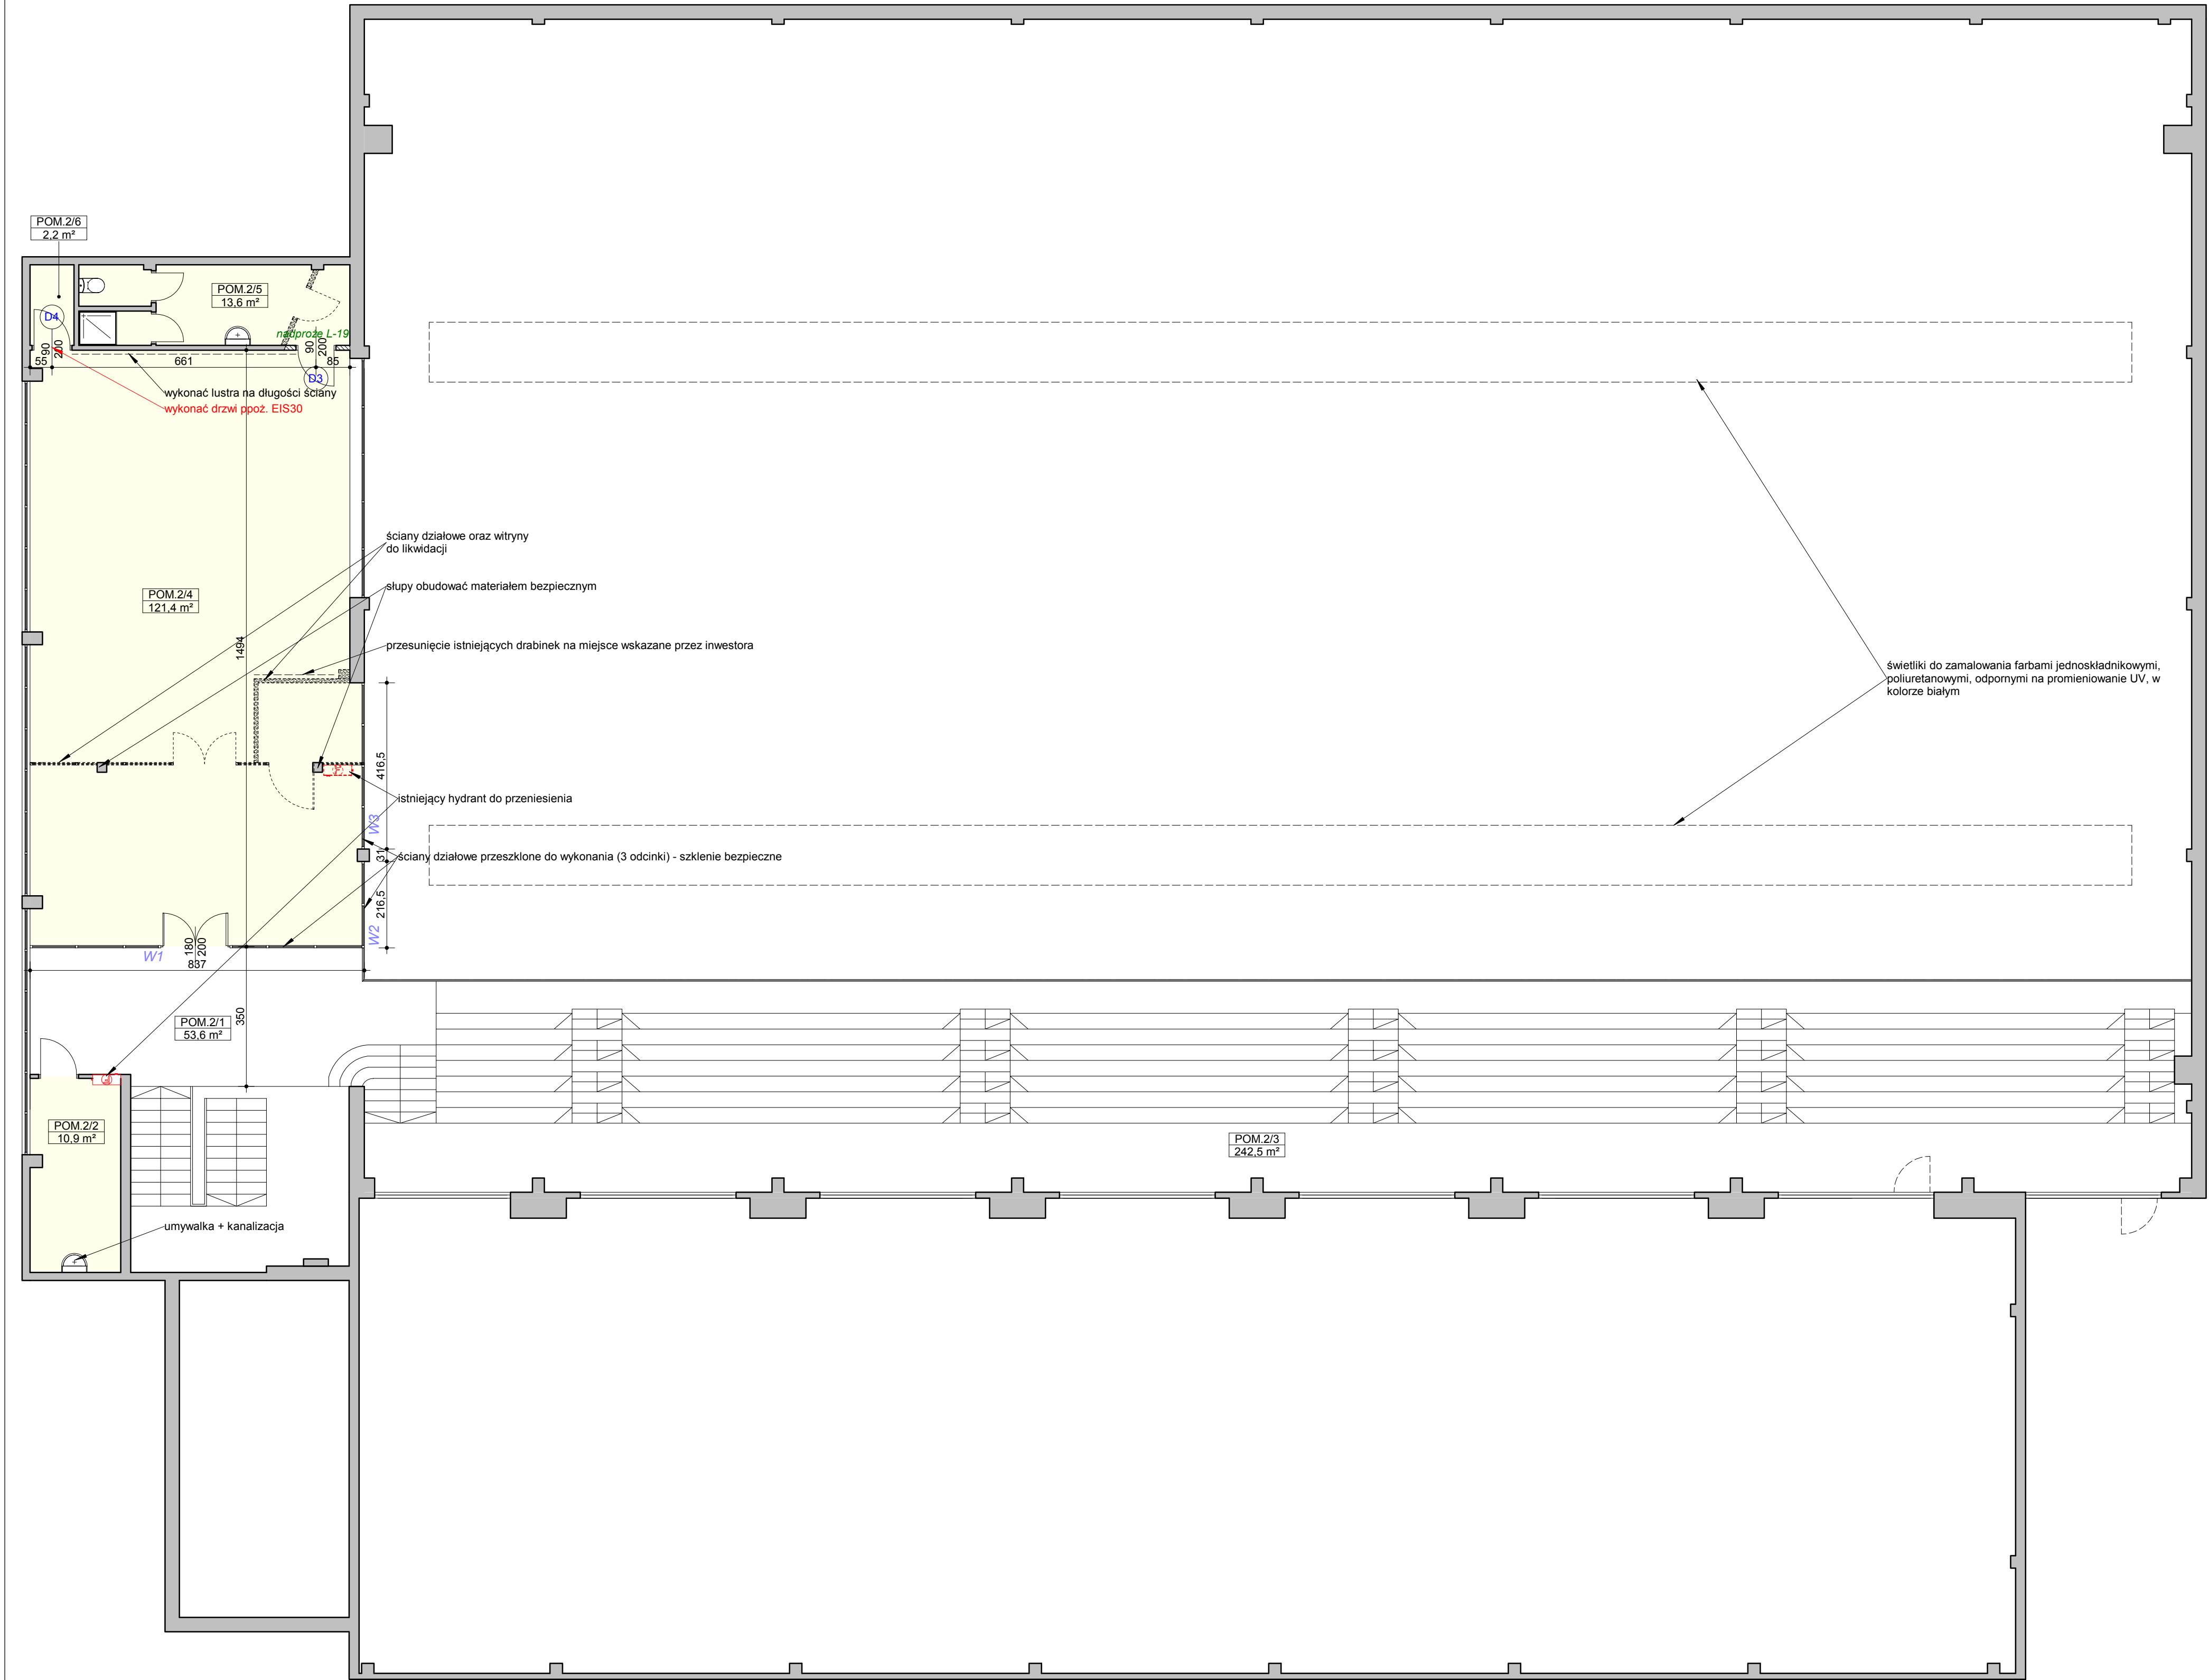 POM.2/6
2,2 m²
POM.2/5
13,6 m²
D4
nadproże L-19
90
200
90
200
55
661
85
D3
wykonać lustra na długości ściany
wykonać drzwi ppoż. EIS30
ściany działowe oraz witryny
do likwidacji
słupy obudować materiałem bezpiecznym
POM.2/4
121,4 m²
1494
przesunięcie istniejących drabinek na miejsce wskazane przez inwestora
świetliki do zamalowania farbami jednoskładnikowymi,
poliuretanowymi, odpornymi na promieniowanie UV, w
kolorze białym
416,5
istniejący hydrant do przeniesienia
W3
31
ściany działowe przeszklone do wykonania (3 odcinki) - szklenie bezpieczne
216,5
W2
W1
180
200
837
350
POM.2/1
53,6 m²
POM.2/2
10,9 m²
POM.2/3
242,5 m²
umywalka + kanalizacja